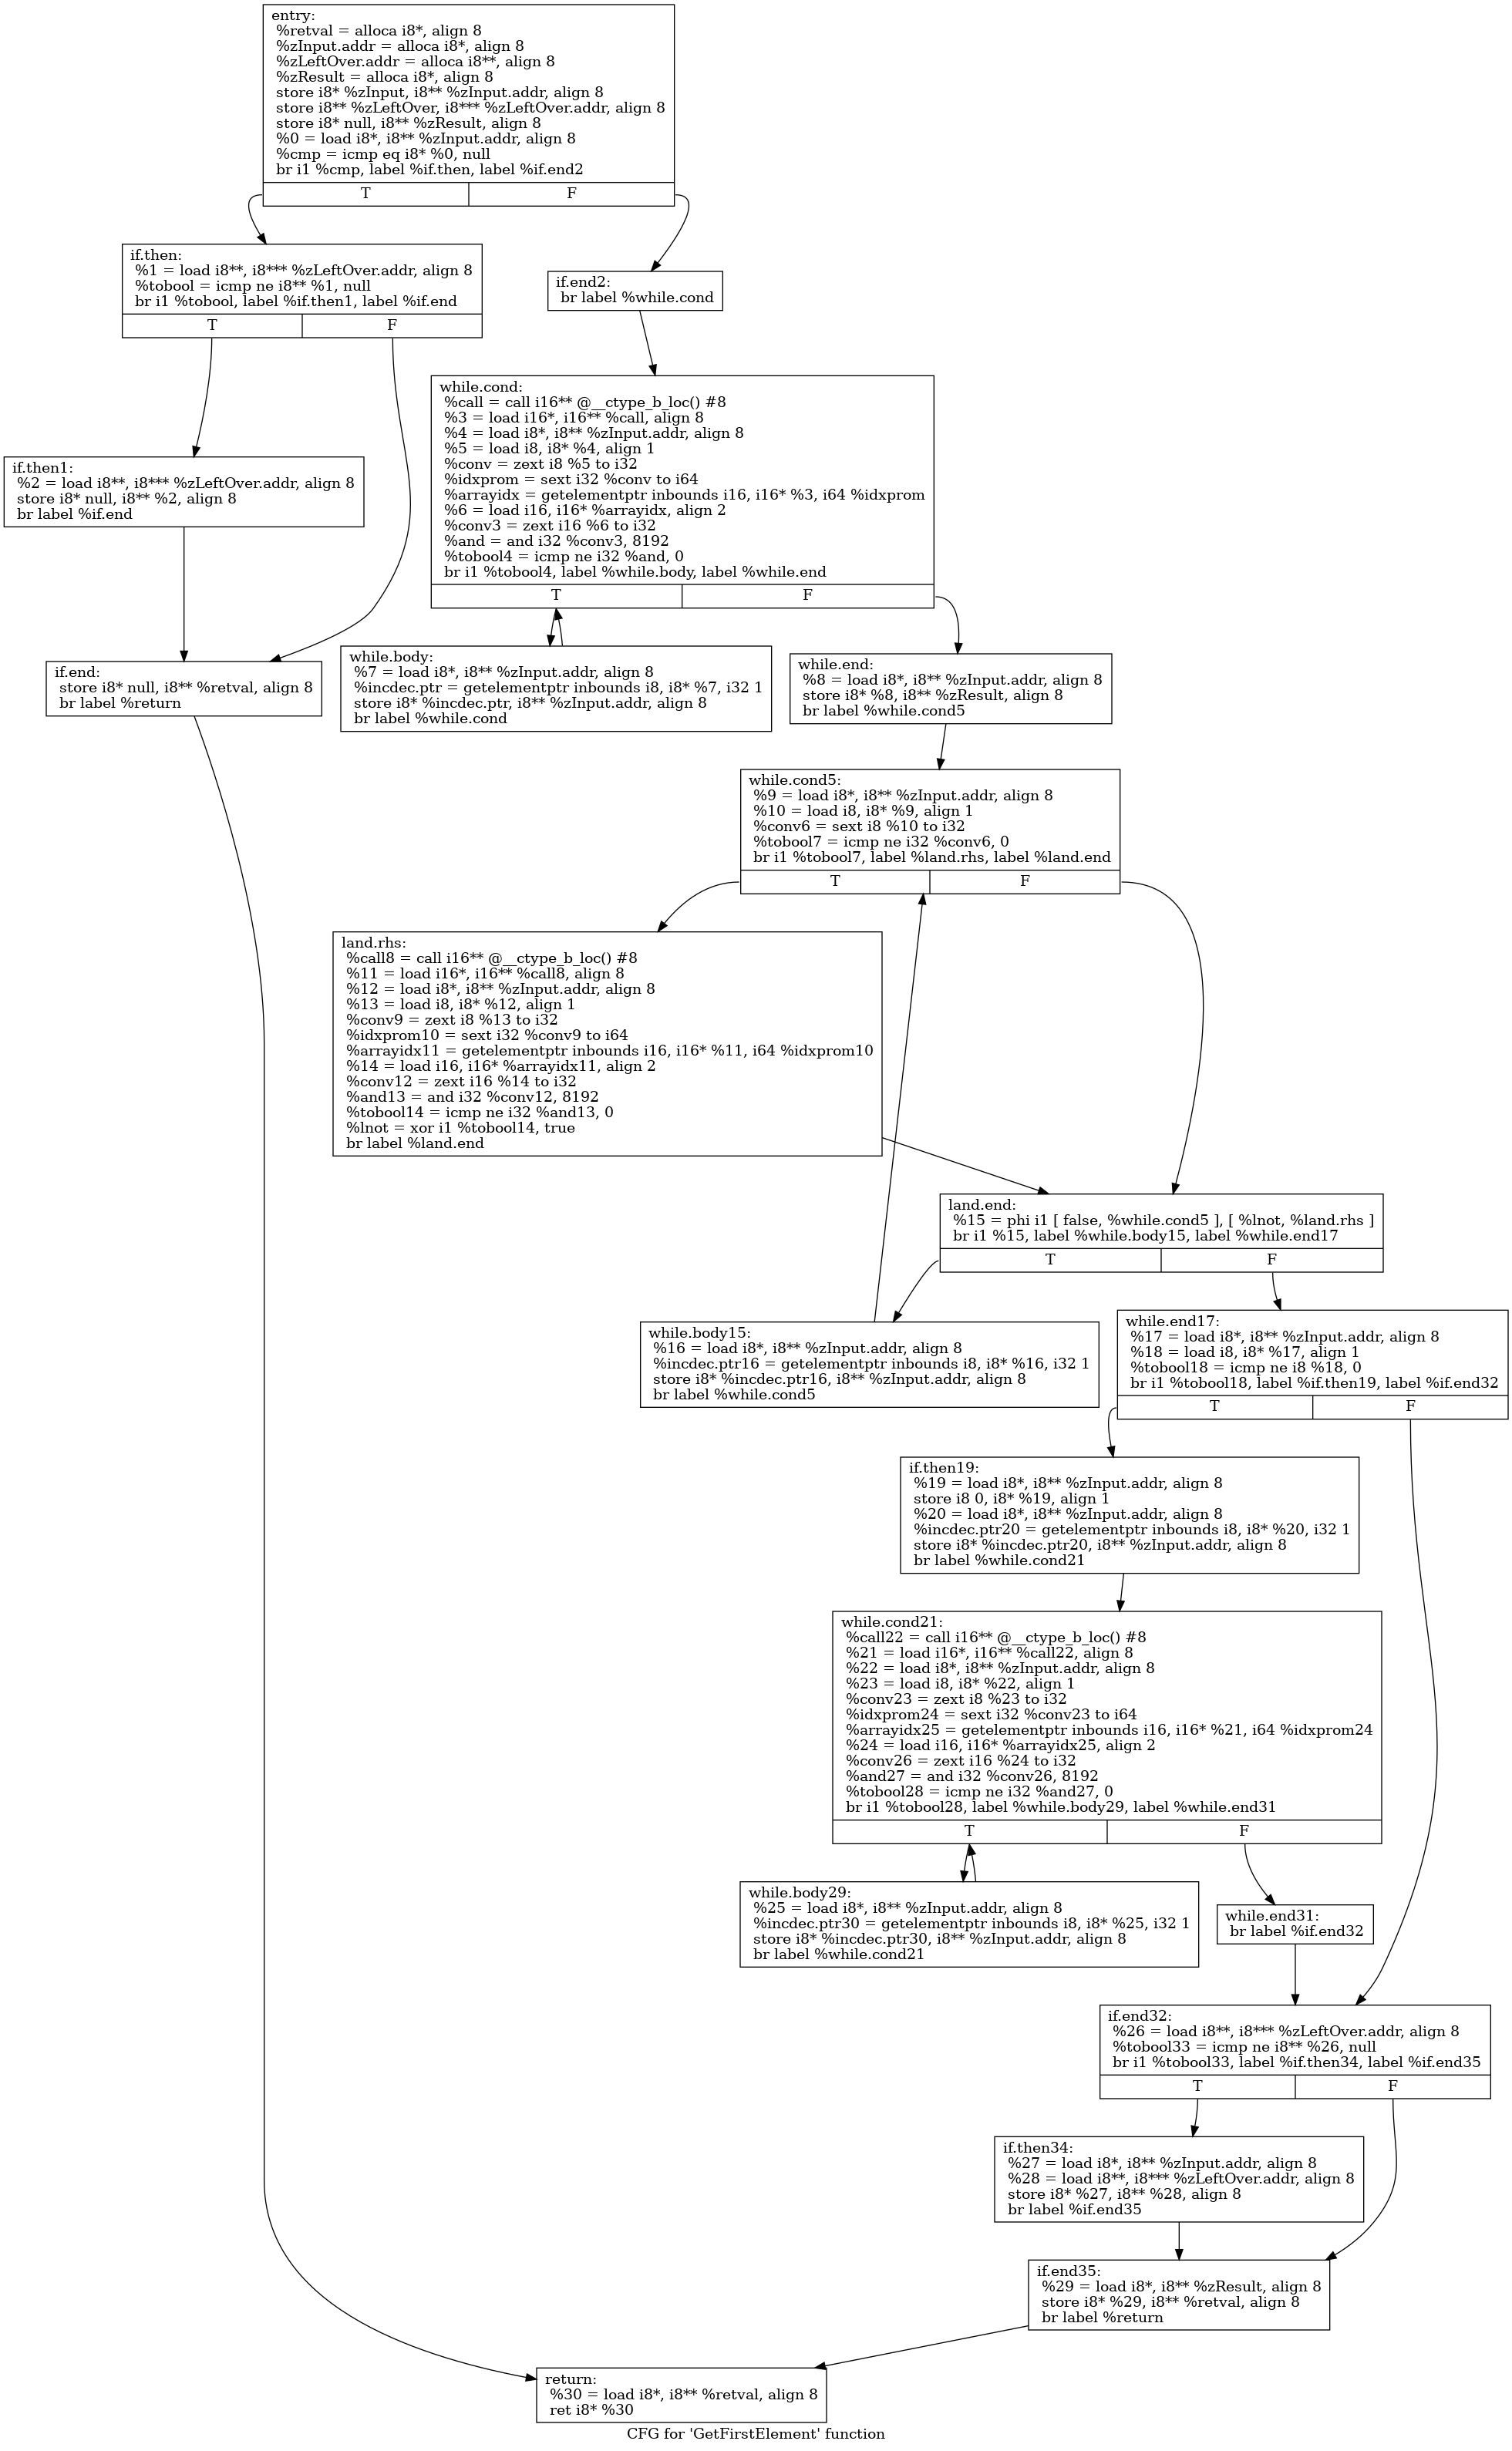 entry:
%retval = alloca i8*, align 8
%zInput.addr = alloca i8*, align 8
%zLeftOver.addr = alloca i8**, align 8
%zResult = alloca i8*, align 8
store i8* %zInput, i8** %zInput.addr, align 8
store i8** %zLeftOver, i8*** %zLeftOver.addr, align 8
store i8* null, i8** %zResult, align 8
%0 = load i8*, i8** %zInput.addr, align 8
%cmp = icmp eq i8* %0, null
br i1 %cmp, label %if.then, label %if.end2
T F
if.then:
%1 = load i8**, i8*** %zLeftOver.addr, align 8
%tobool = icmp ne i8** %1, null
br i1 %tobool, label %if.then1, label %if.end
T F
if.end2:
br label %while.cond
while.cond:
%call = call i16** @__ctype_b_loc() #8
%3 = load i16*, i16** %call, align 8
%4 = load i8*, i8** %zInput.addr, align 8
%5 = load i8, i8* %4, align 1
%conv = zext i8 %5 to i32
%idxprom = sext i32 %conv to i64
%arrayidx = getelementptr inbounds i16, i16* %3, i64 %idxprom
%6 = load i16, i16* %arrayidx, align 2
%conv3 = zext i16 %6 to i32
%and = and i32 %conv3, 8192
%tobool4 = icmp ne i32 %and, 0
br i1 %tobool4, label %while.body, label %while.end
T F
if.then1:
%2 = load i8**, i8*** %zLeftOver.addr, align 8
store i8* null, i8** %2, align 8
br label %if.end
if.end:
store i8* null, i8** %retval, align 8
br label %return
while.body:
%7 = load i8*, i8** %zInput.addr, align 8
%incdec.ptr = getelementptr inbounds i8, i8* %7, i32 1
store i8* %incdec.ptr, i8** %zInput.addr, align 8
br label %while.cond
while.end:
%8 = load i8*, i8** %zInput.addr, align 8
store i8* %8, i8** %zResult, align 8
br label %while.cond5
while.cond5:
%9 = load i8*, i8** %zInput.addr, align 8
%10 = load i8, i8* %9, align 1
%conv6 = sext i8 %10 to i32
%tobool7 = icmp ne i32 %conv6, 0
br i1 %tobool7, label %land.rhs, label %land.end
T F
land.rhs:
%call8 = call i16** @__ctype_b_loc() #8
%11 = load i16*, i16** %call8, align 8
%12 = load i8*, i8** %zInput.addr, align 8
%13 = load i8, i8* %12, align 1
%conv9 = zext i8 %13 to i32
%idxprom10 = sext i32 %conv9 to i64
%arrayidx11 = getelementptr inbounds i16, i16* %11, i64 %idxprom10
%14 = load i16, i16* %arrayidx11, align 2
%conv12 = zext i16 %14 to i32
%and13 = and i32 %conv12, 8192
%tobool14 = icmp ne i32 %and13, 0
%lnot = xor i1 %tobool14, true
br label %land.end
land.end:
%15 = phi i1 [ false, %while.cond5 ], [ %lnot, %land.rhs ]
br i1 %15, label %while.body15, label %while.end17
T F
while.body15:
%16 = load i8*, i8** %zInput.addr, align 8
%incdec.ptr16 = getelementptr inbounds i8, i8* %16, i32 1
store i8* %incdec.ptr16, i8** %zInput.addr, align 8
br label %while.cond5
while.end17:
%17 = load i8*, i8** %zInput.addr, align 8
%18 = load i8, i8* %17, align 1
%tobool18 = icmp ne i8 %18, 0
br i1 %tobool18, label %if.then19, label %if.end32
T F
if.then19:
%19 = load i8*, i8** %zInput.addr, align 8
store i8 0, i8* %19, align 1
%20 = load i8*, i8** %zInput.addr, align 8
%incdec.ptr20 = getelementptr inbounds i8, i8* %20, i32 1
store i8* %incdec.ptr20, i8** %zInput.addr, align 8
br label %while.cond21
while.cond21:
%call22 = call i16** @__ctype_b_loc() #8
%21 = load i16*, i16** %call22, align 8
%22 = load i8*, i8** %zInput.addr, align 8
%23 = load i8, i8* %22, align 1
%conv23 = zext i8 %23 to i32
%idxprom24 = sext i32 %conv23 to i64
%arrayidx25 = getelementptr inbounds i16, i16* %21, i64 %idxprom24
%24 = load i16, i16* %arrayidx25, align 2
%conv26 = zext i16 %24 to i32
%and27 = and i32 %conv26, 8192
%tobool28 = icmp ne i32 %and27, 0
br i1 %tobool28, label %while.body29, label %while.end31
T F
while.body29:
%25 = load i8*, i8** %zInput.addr, align 8
%incdec.ptr30 = getelementptr inbounds i8, i8* %25, i32 1
store i8* %incdec.ptr30, i8** %zInput.addr, align 8
br label %while.cond21
while.end31:
br label %if.end32
if.end32:
%26 = load i8**, i8*** %zLeftOver.addr, align 8
%tobool33 = icmp ne i8** %26, null
br i1 %tobool33, label %if.then34, label %if.end35
T F
if.then34:
%27 = load i8*, i8** %zInput.addr, align 8
%28 = load i8**, i8*** %zLeftOver.addr, align 8
store i8* %27, i8** %28, align 8
br label %if.end35
if.end35:
%29 = load i8*, i8** %zResult, align 8
store i8* %29, i8** %retval, align 8
br label %return
return:
%30 = load i8*, i8** %retval, align 8
ret i8* %30
CFG for 'GetFirstElement' function